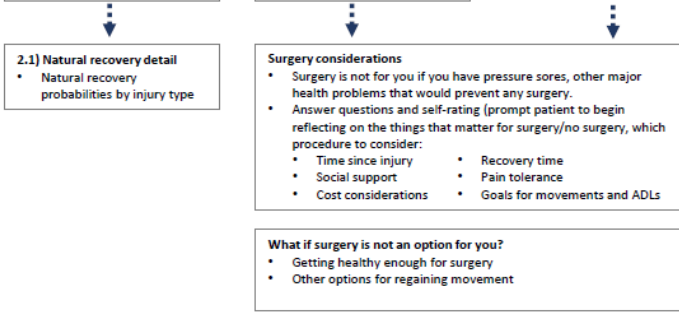 2.1) Natural recovery detail
• Natural recovery
probabilities by injury type
Surgery considerations
• Surgery is not for you if you have pressure sores, other major
health problems that would prevent any surgery.
• Answer questions and self-rating (prompt patient to begin
reflecting on the things that matter for surgery/no surgery, which
procedure to consider:
• Time since injury • Recovery time
• Social support • Pain tolerance
• Cost considerations • Goals for movements and ADLs
What if surgery is not an option for you?
• Getting healthy enough for surgery
• Other options for regaining movement